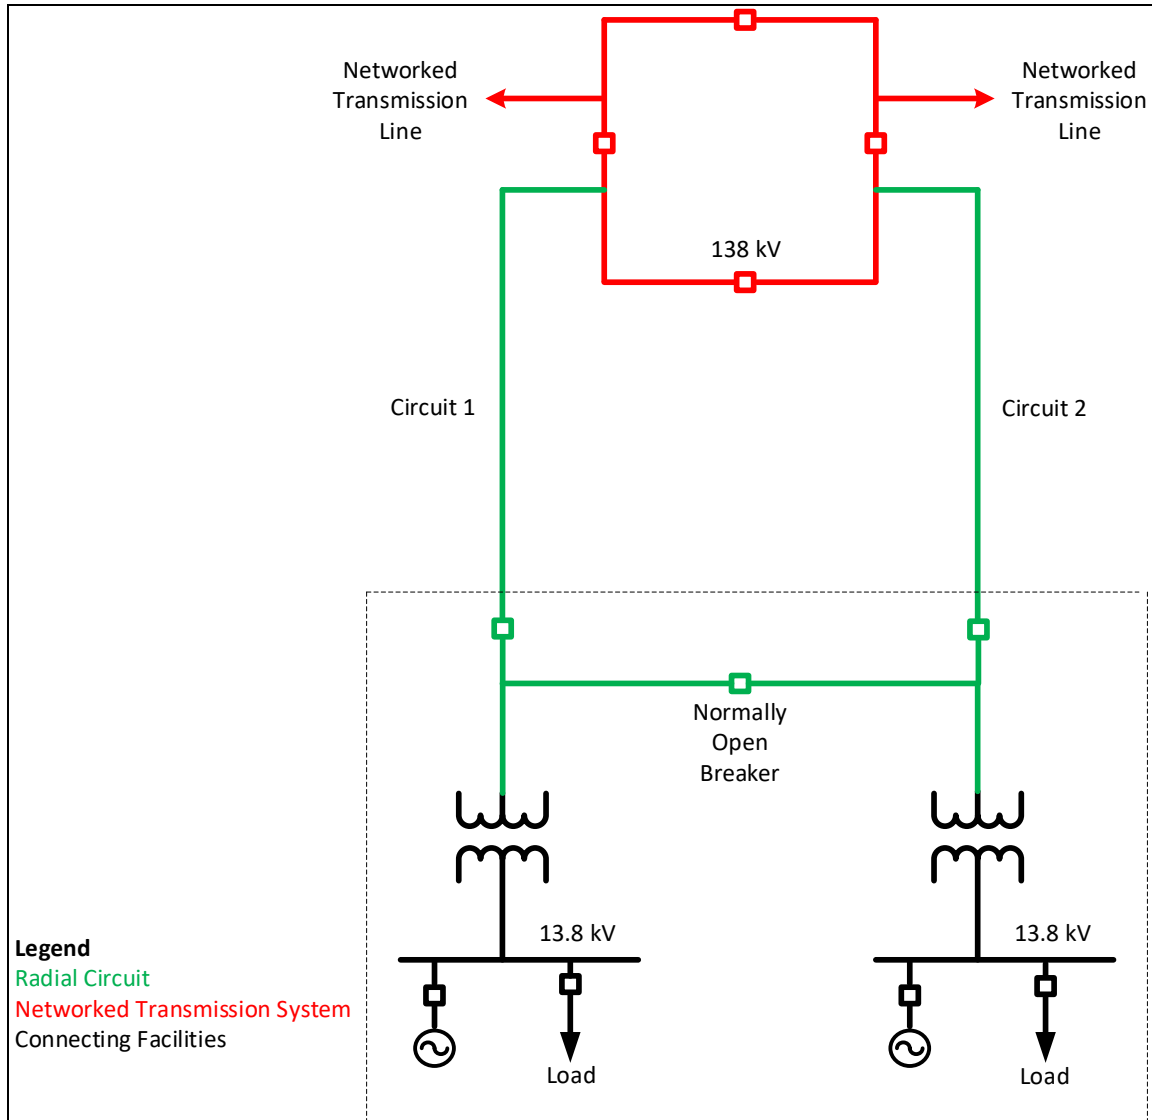 Networked
Transmission
Line
Networked
Transmission
Line
138 kV
Circuit 1
Circuit 2
Normally
Open
Breaker
13.8 kV
13.8 kV
Legend
Radial Circuit
Networked Transmission System
Connecting Facilities
Load
Load